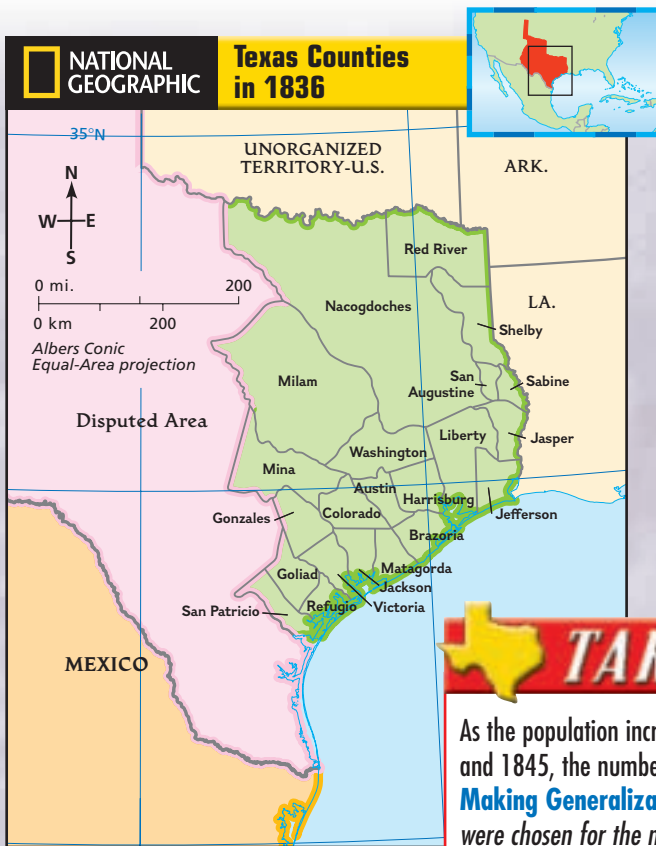 NATIONAL
GEOGRAPHIC
Texas Counties
in 1836
35°N
UNORGANIZED
TERRITORY-U.S.
ARK.
N
W
E
S
0 mi.
200
0 km
200
Albers Conic
Equal-Area projection
Red River
LA.
Nacogdoches
Shelby
Milam
San
Augustine
Sabine
Disputed Area
Liberty
Jasper
Washington
Mina
Austin
Harrisburg
Gonzales
Colorado
Jefferson
Brazoria
Goliad
Matagorda
Jackson
San Patricio
Refugio
Victoria
MEXICO
As the population incr
and 1845, the numbe
Making Generaliza
were chosen for the n